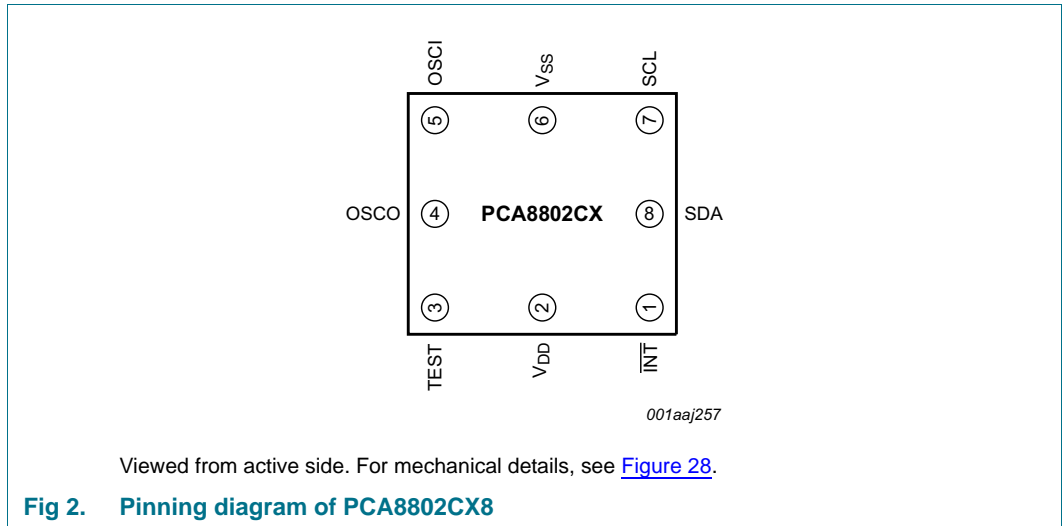 OSCI VSS SCL
5 6 7
OSCO 4 PCA8802CX 8 SDA
3 2 1
TEST VDD INT
001aaj257
Viewed from active side. For mechanical details, see Figure 28.
Fig 2. Pinning diagram of PCA8802CX8